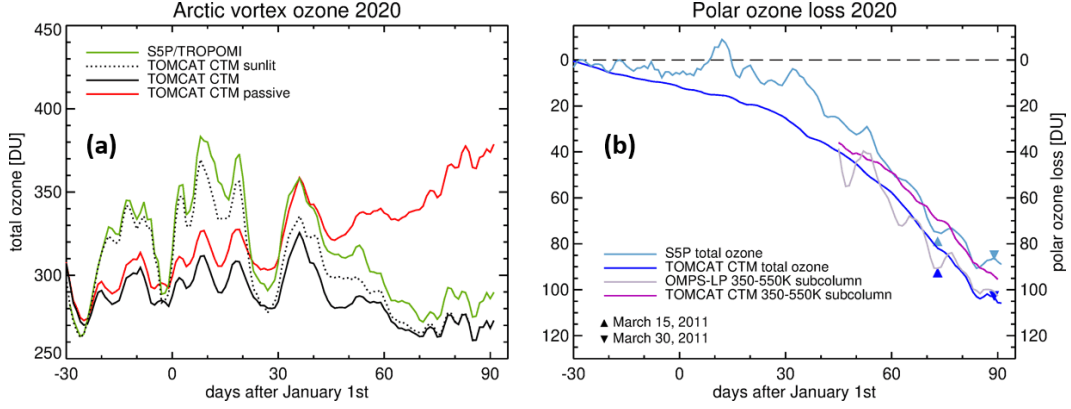 Arctic vortex ozone 2020
450
400
350
300
250
total ozone [DU]
S5P/TROPOMI
TOMCAT CTM sunlit
TOMCAT CTM
TOMCAT CTM passive
(a)
-30 0 30 60 90
days after January 1st
Polar ozone loss 2020
0
20
40
60
80
100
120
(b)
S5P total ozone
TOMCAT CTM total ozone
OMPS-LP 350-550K subcolumn
TOMCAT CTM 350-550K subcolumn
March 15, 2011
March 30, 2011
0
20
40
60
80
100
120
polar ozone loss [DU]
-30 0 30 60 90
days after January 1st